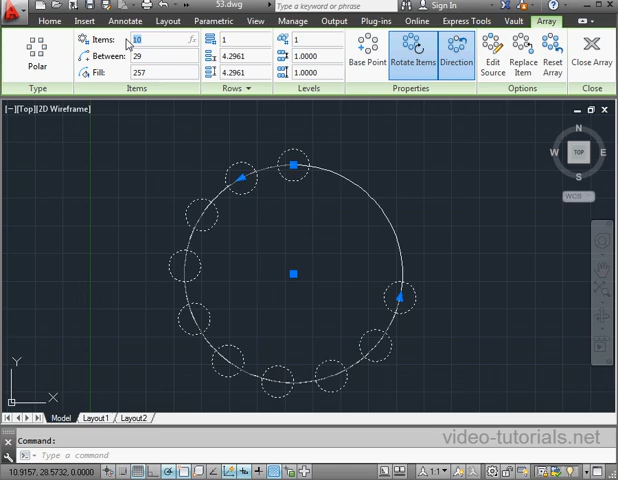 53.dwg
Type a keyword or phrase
Sign In
Home Insert Annotate Layout Parametric View Manage Output Plug-ins Online Express Tools Vault Array
Items: 10 fx 1 1
Between: 29 4.2961 1.0000
Fill: 257 4.2961 1.0000
Polar
Base Point
Rotate Items
Direction
Edit Source
Replace Item
Reset Array
Close Array
Type Items Rows Levels Properties Options Close
[−][Top][2D Wireframe]
N
W TOP E
S
WCS
Y
X
Model Layout1 Layout2
Command:
Type a command
video-tutorials.net
10.9157, 28.5732, 0.0000
1:1